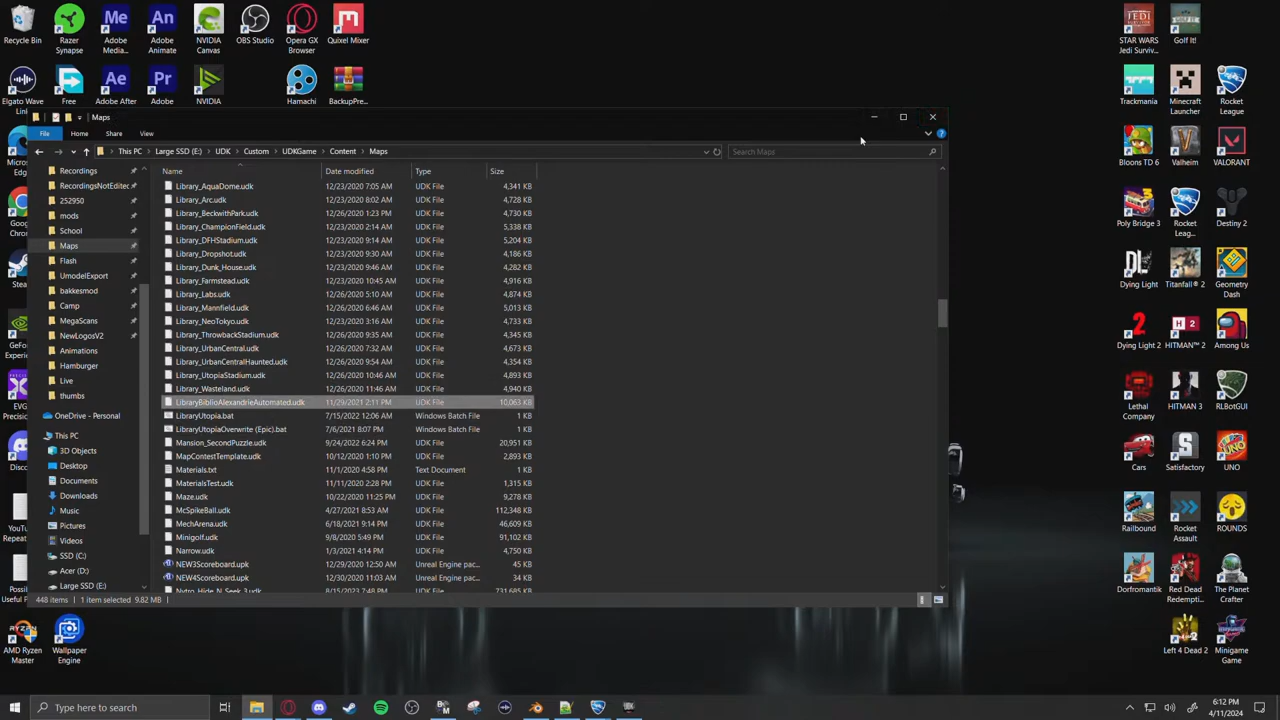 Recycle Bin
Razer Synapse
Adobe Media...
Adobe Animate
NVIDIA Canvas
OBS Studio
Opera GX Browser
Quixel Mixer
STAR WARS Jedi Surviv...
Golf It!
Elgato Wave Link
Free
Adobe After
Adobe
NVIDIA
Hamachi
BackupPre...
Trackmania
Minecraft Launcher
Rocket League
Maps
File
Home
Share
View
This PC
Large SSD (E:)
UDK
Custom
UDKGame
Content
Maps
Search Maps
Bloons TD 6
Valheim
VALORANT
Name
Date modified
Type
Size
Recordings
RecordingsNotEdited
252950
mods
School
Maps
Flash
UmodelExport
bakkesmod
Camp
MegaScans
NewLogosV2
Animations
Hamburger
Live
thumbs
OneDrive - Personal
This PC
3D Objects
Desktop
Documents
Downloads
Music
Pictures
Videos
SSD (C:)
Acer (D:)
Large SSD (E:)
Library_AquaDome.udk 12/23/2020 7:05 AM UDK File 4,341 KB
Library_Arc.udk 12/23/2020 8:02 AM UDK File 4,728 KB
Library_BeckwithPark.udk 12/26/2020 1:23 PM UDK File 4,730 KB
Library_ChampionField.udk 12/26/2020 2:14 AM UDK File 5,338 KB
Library_DFHStadium.udk 12/26/2020 9:14 AM UDK File 5,204 KB
Library_Dropshot.udk 12/23/2020 9:30 AM UDK File 4,186 KB
Library_Dunk_House.udk 12/23/2020 9:46 AM UDK File 4,282 KB
Library_Farmstead.udk 12/23/2020 10:45 AM UDK File 4,896 KB
Library_Labs.udk 12/26/2020 5:10 AM UDK File 4,874 KB
Library_Mannfield.udk 12/26/2020 6:46 AM UDK File 5,013 KB
Library_NeoTokyo.udk 12/23/2020 3:16 AM UDK File 4,733 KB
Library_ThrowbackStadium.udk 12/26/2020 9:35 AM UDK File 4,345 KB
Library_UrbanCentral.udk 12/26/2020 7:32 AM UDK File 4,673 KB
Library_UrbanCentralHaunted.udk 12/26/2020 9:54 AM UDK File 4,354 KB
Library_UtopiaStadium.udk 12/26/2020 10:46 AM UDK File 4,893 KB
Library_Wasteland.udk 12/26/2020 11:46 AM UDK File 4,940 KB
LibraryBiblioAlexandrieAutomated.udk 11/29/2021 2:11 PM UDK File 10,063 KB
LibraryUtopia.bat 7/15/2022 12:06 AM Windows Batch File 1 KB
LibraryUtopiaOverwrite (Epic).bat 7/6/2021 8:07 PM Windows Batch File 1 KB
Mansion_SecondPuzzle.udk 9/24/2022 6:24 PM UDK File 20,951 KB
MapContestTemplate.udk 10/12/2020 1:10 PM UDK File 2,893 KB
Materials.txt 11/1/2020 4:58 PM Text Document 1 KB
MaterialsTest.udk 11/11/2020 2:28 PM UDK File 1,315 KB
Maze.udk 10/22/2020 11:25 PM UDK File 9,278 KB
McSpikeBall.udk 4/27/2021 8:53 AM UDK File 112,348 KB
MechArena.udk 6/18/2021 9:14 PM UDK File 46,609 KB
Minigolf.udk 9/8/2020 5:49 PM UDK File 91,102 KB
Narrow.udk 1/3/2021 4:14 PM UDK File 4,750 KB
NEW3Scoreboard.upk 12/29/2020 12:50 AM Unreal Engine pac... 45 KB
NEW4Scoreboard.upk 12/30/2020 11:03 AM Unreal Engine pac... 34 KB
Nytro_Hide_N_Seek_3.udk 8/15/2023 7:48 PM UDK File 731,685 KB
448 items
1 item selected 9.82 MB
Poly Bridge 3
Rocket Leag...
Destiny 2
Dying Light
Titanfall® 2
Geometry Dash
Dying Light 2
HITMAN™ 2
Among Us
Lethal Company
HITMAN 3
RLBotGUI
Cars
Satisfactory
UNO
Railbound
Rocket Assault
ROUNDS
Dorfromantik
Red Dead Redempti...
The Planet Crafter
Left 4 Dead 2
Minigame Game
AMD Ryzen Master
Wallpaper Engine
Type here to search
6:12 PM
4/11/2024